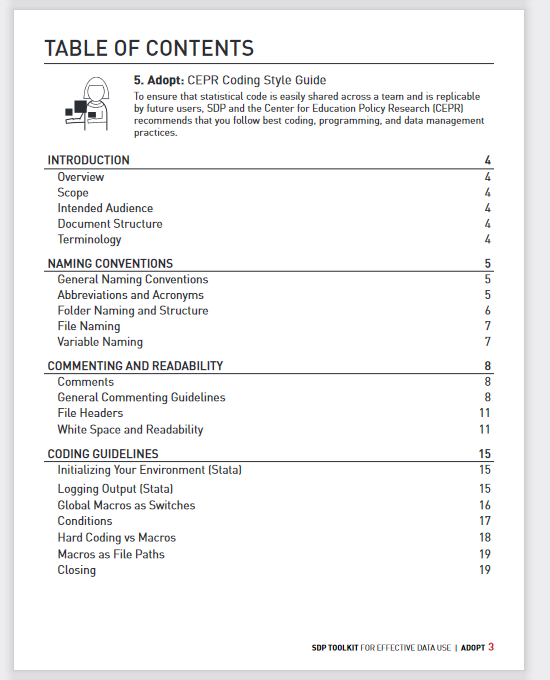 TABLE OF CONTENTS
5. Adopt: CEPR Coding Style Guide
To ensure that statistical code is easily shared across a team and is replicable
by future users, SDP and the Center for Education Policy Research (CEPR)
recommends that you follow best coding, programming, and data management
practices.
INTRODUCTION 4
Overview 4
Scope 4
Intended Audience 4
Document Structure 4
Terminology 4
NAMING CONVENTIONS 5
General Naming Conventions 5
Abbreviations and Acronyms 5
Folder Naming and Structure 6
File Naming 7
Variable Naming 7
COMMENTING AND READABILITY 8
Comments 8
General Commenting Guidelines 8
File Headers 11
White Space and Readability 11
CODING GUIDELINES 15
Initializing Your Environment (Stata) 15
Logging Output (Stata) 15
Global Macros as Switches 16
Conditions 17
Hard Coding vs Macros 18
Macros as File Paths 19
Closing 19
SDP TOOLKIT FOR EFFECTIVE DATA USE | ADOPT 3